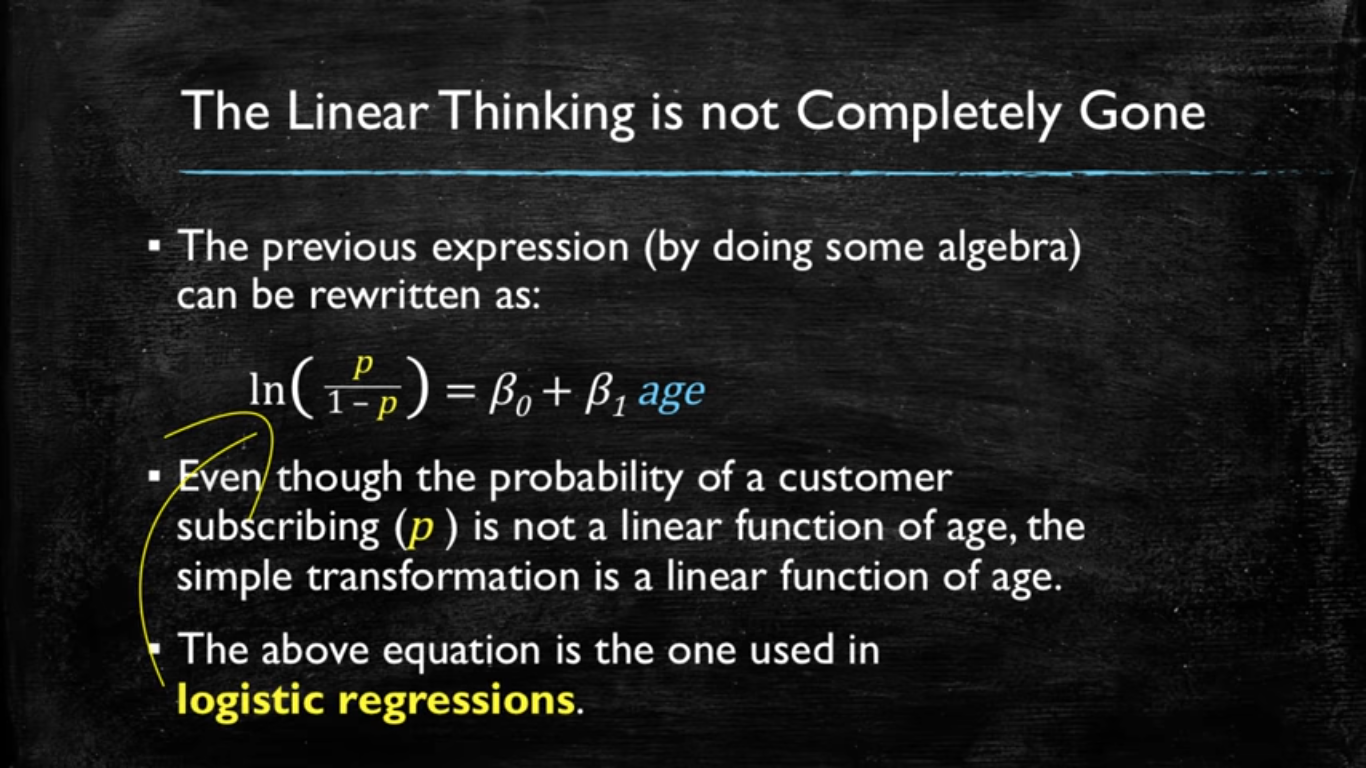 The Linear Thinking is not Completely Gone
▪ The previous expression (by doing some algebra)
can be rewritten as:
ln( p / 1 − p ) = β₀ + β₁ age
▪ Even though the probability of a customer
subscribing (p ) is not a linear function of age, the
simple transformation is a linear function of age.
▪ The above equation is the one used in
logistic regressions.